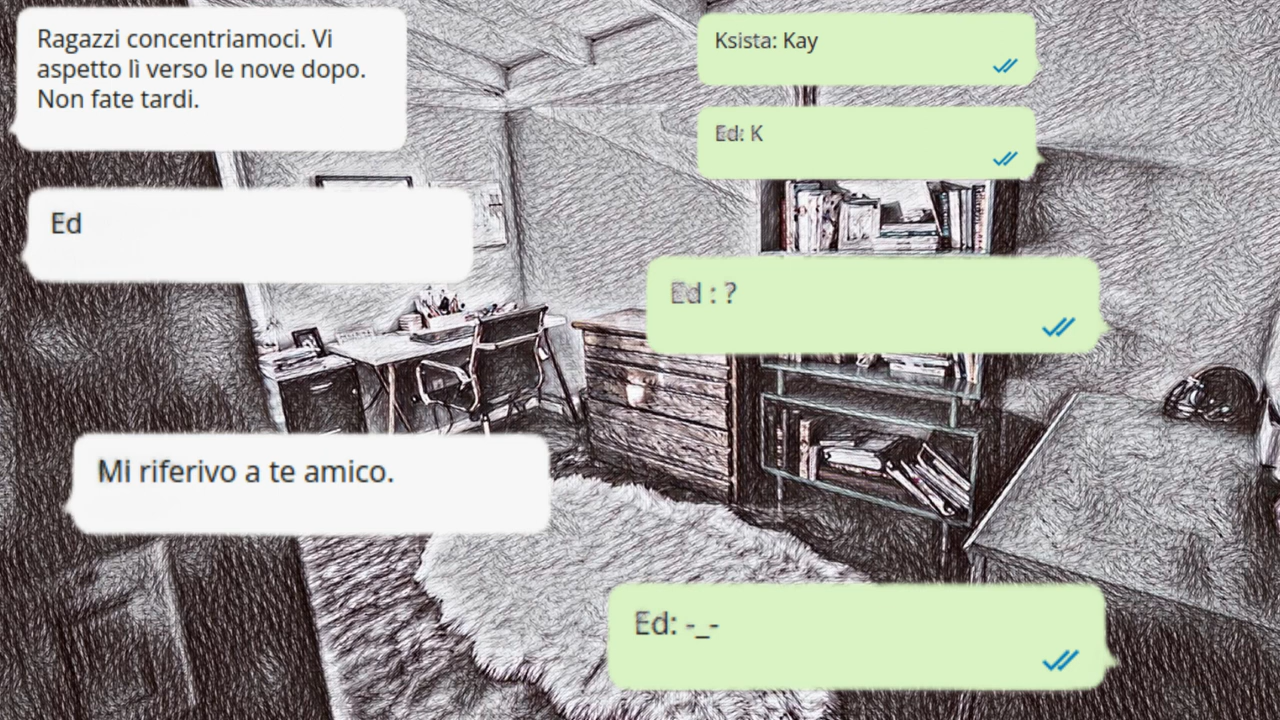 Ragazzi concentriamoci. Vi
aspetto lì verso le nove dopo.
Non fate tardi.
Ksista: Kay
Ed: K
Ed
Ed : ?
Mi riferivo a te amico.
Ed: -_-